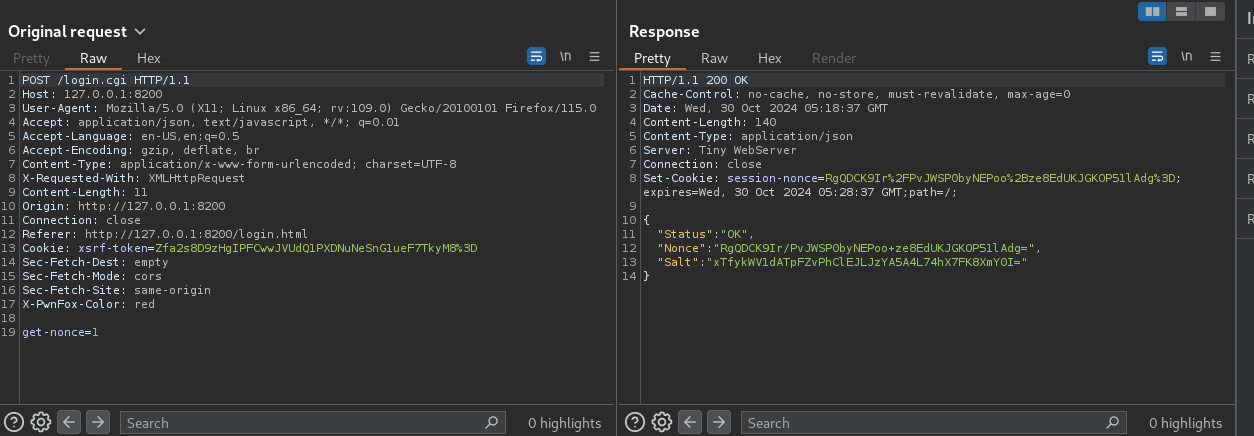 Original request
Pretty Raw Hex \n
1 POST /login.cgi HTTP/1.1
2 Host: 127.0.0.1:8200
3 User-Agent: Mozilla/5.0 (X11; Linux x86_64; rv:109.0) Gecko/20100101 Firefox/115.0
4 Accept: application/json, text/javascript, */*; q=0.01
5 Accept-Language: en-US,en;q=0.5
6 Accept-Encoding: gzip, deflate, br
7 Content-Type: application/x-www-form-urlencoded; charset=UTF-8
8 X-Requested-With: XMLHttpRequest
9 Content-Length: 11
10 Origin: http://127.0.0.1:8200
11 Connection: close
12 Referer: http://127.0.0.1:8200/login.html
13 Cookie: xsrf-token=Zfa2s8D9zHgIPFCwwJVUdQ1PXDNuNeSnG1ueF7TkyM8%3D
14 Sec-Fetch-Dest: empty
15 Sec-Fetch-Mode: cors
16 Sec-Fetch-Site: same-origin
17 X-PwnFox-Color: red
18
19 get-nonce=1
Search 0 highlights
Response
Pretty Raw Hex Render \n
1 HTTP/1.1 200 OK
2 Cache-Control: no-cache, no-store, must-revalidate, max-age=0
3 Date: Wed, 30 Oct 2024 05:18:37 GMT
4 Content-Length: 140
5 Content-Type: application/json
6 Server: Tiny WebServer
7 Connection: close
8 Set-Cookie: session-nonce=RgQDCK9Ir%2FPvJWSP0byNEPoo%2Bze8EdUKJGKOP51lAdg%3D;
expires=Wed, 30 Oct 2024 05:28:37 GMT;path=/;
9
10 {
11 "Status":"OK",
12 "Nonce":"RgQDCK9Ir/PvJWSP0byNEPoo+ze8EdUKJGKOP51lAdg=",
13 "Salt":"xTfykWV1dATpFZvPhClEJLJzYA5A4L74hX7FK8XmY0I="
14 }
Search 0 highlights